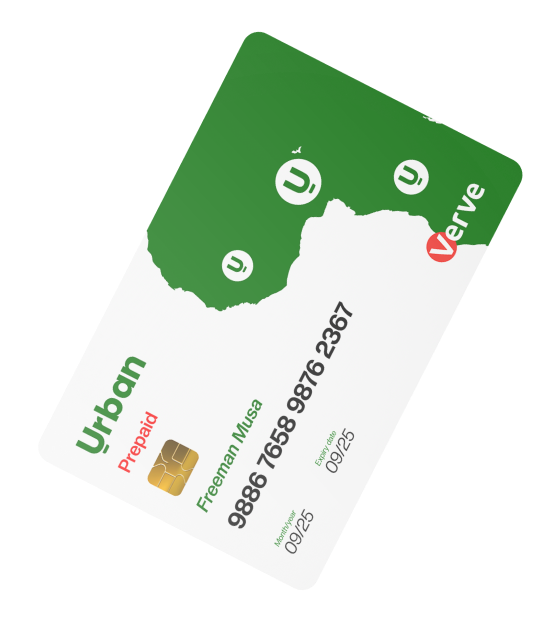 Urban
Prepaid
Freeman Musa
9886 7658 9876 2367
Month/year
09/25
Expiry date
09/25
Verve
U
U
U